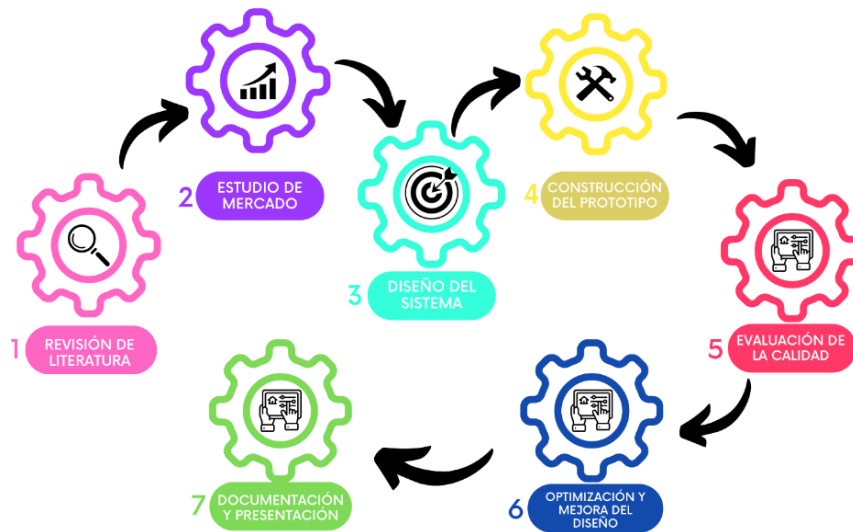 1
REVISIÓN DE
LITERATURA
2
ESTUDIO DE
MERCADO
3
DISEÑO DEL
SISTEMA
4
CONSTRUCCIÓN
DEL PROTOTIPO
5
EVALUACIÓN DE
LA CALIDAD
6
OPTIMIZACIÓN Y
MEJORA DEL
DISEÑO
7
DOCUMENTACIÓN
Y PRESENTACIÓN